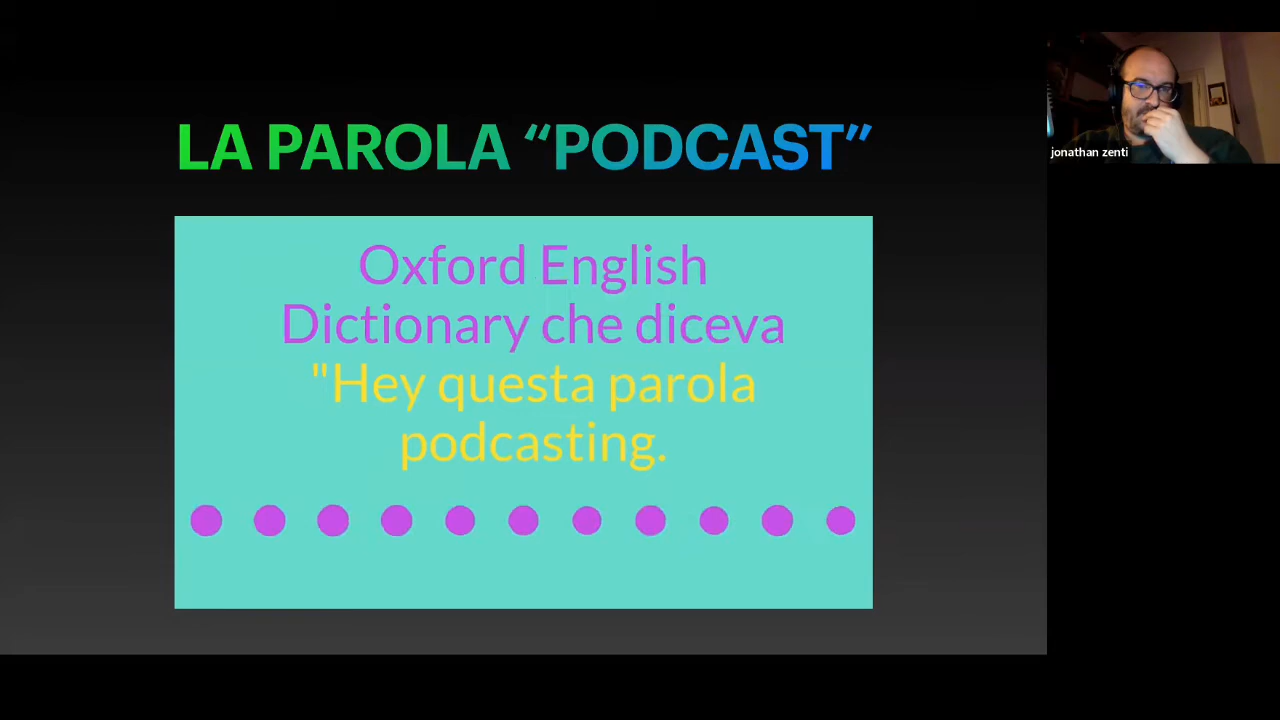 LA PAROLA “PODCAST”
Oxford English
Dictionary che diceva
"Hey questa parola
podcasting.
jonathan zenti